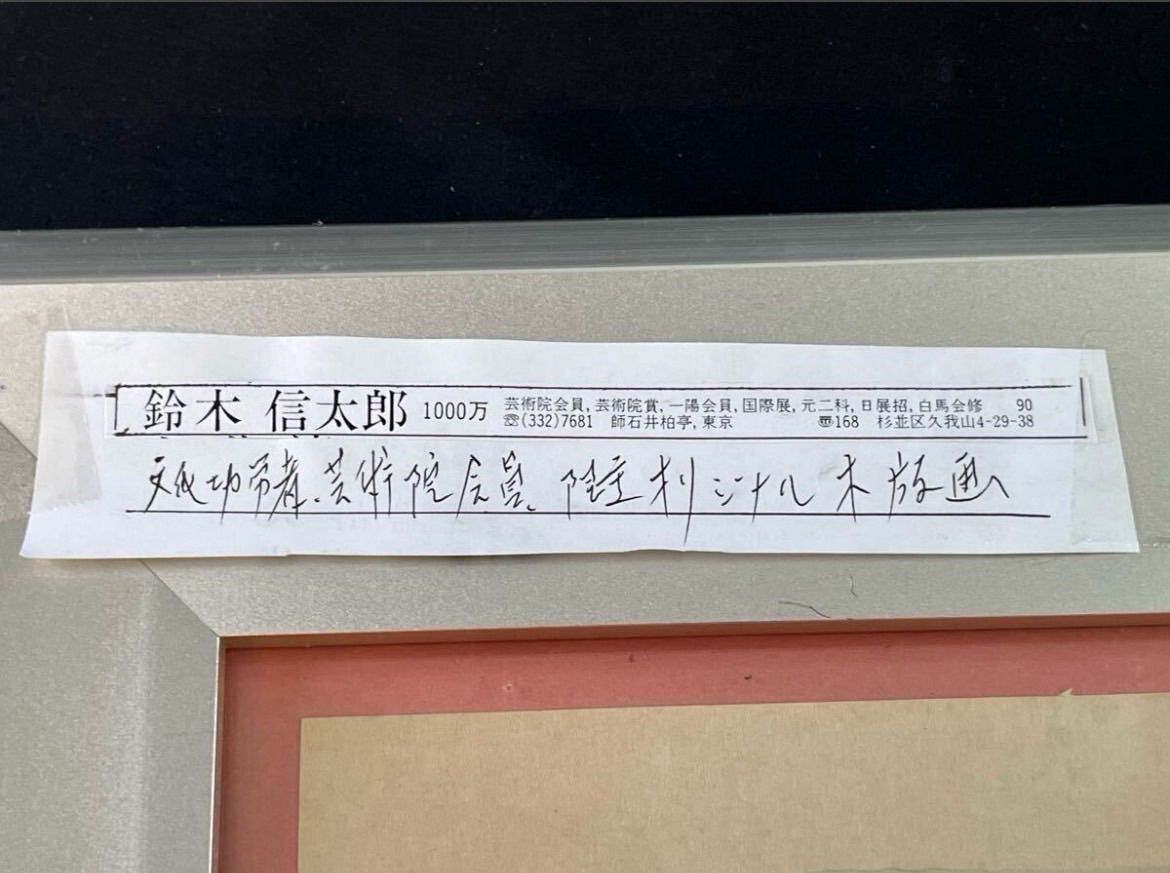 鈴木 信太郎 1000万 芸術院会員,芸術院賞,一陽会員,国際展,元二科,日展招,白馬会修 90
☎(332)7681 師石井柏亭,東京 〠168 杉並区久我山4-29-38
文化功労者、芸術院会員、オリジナル木版画